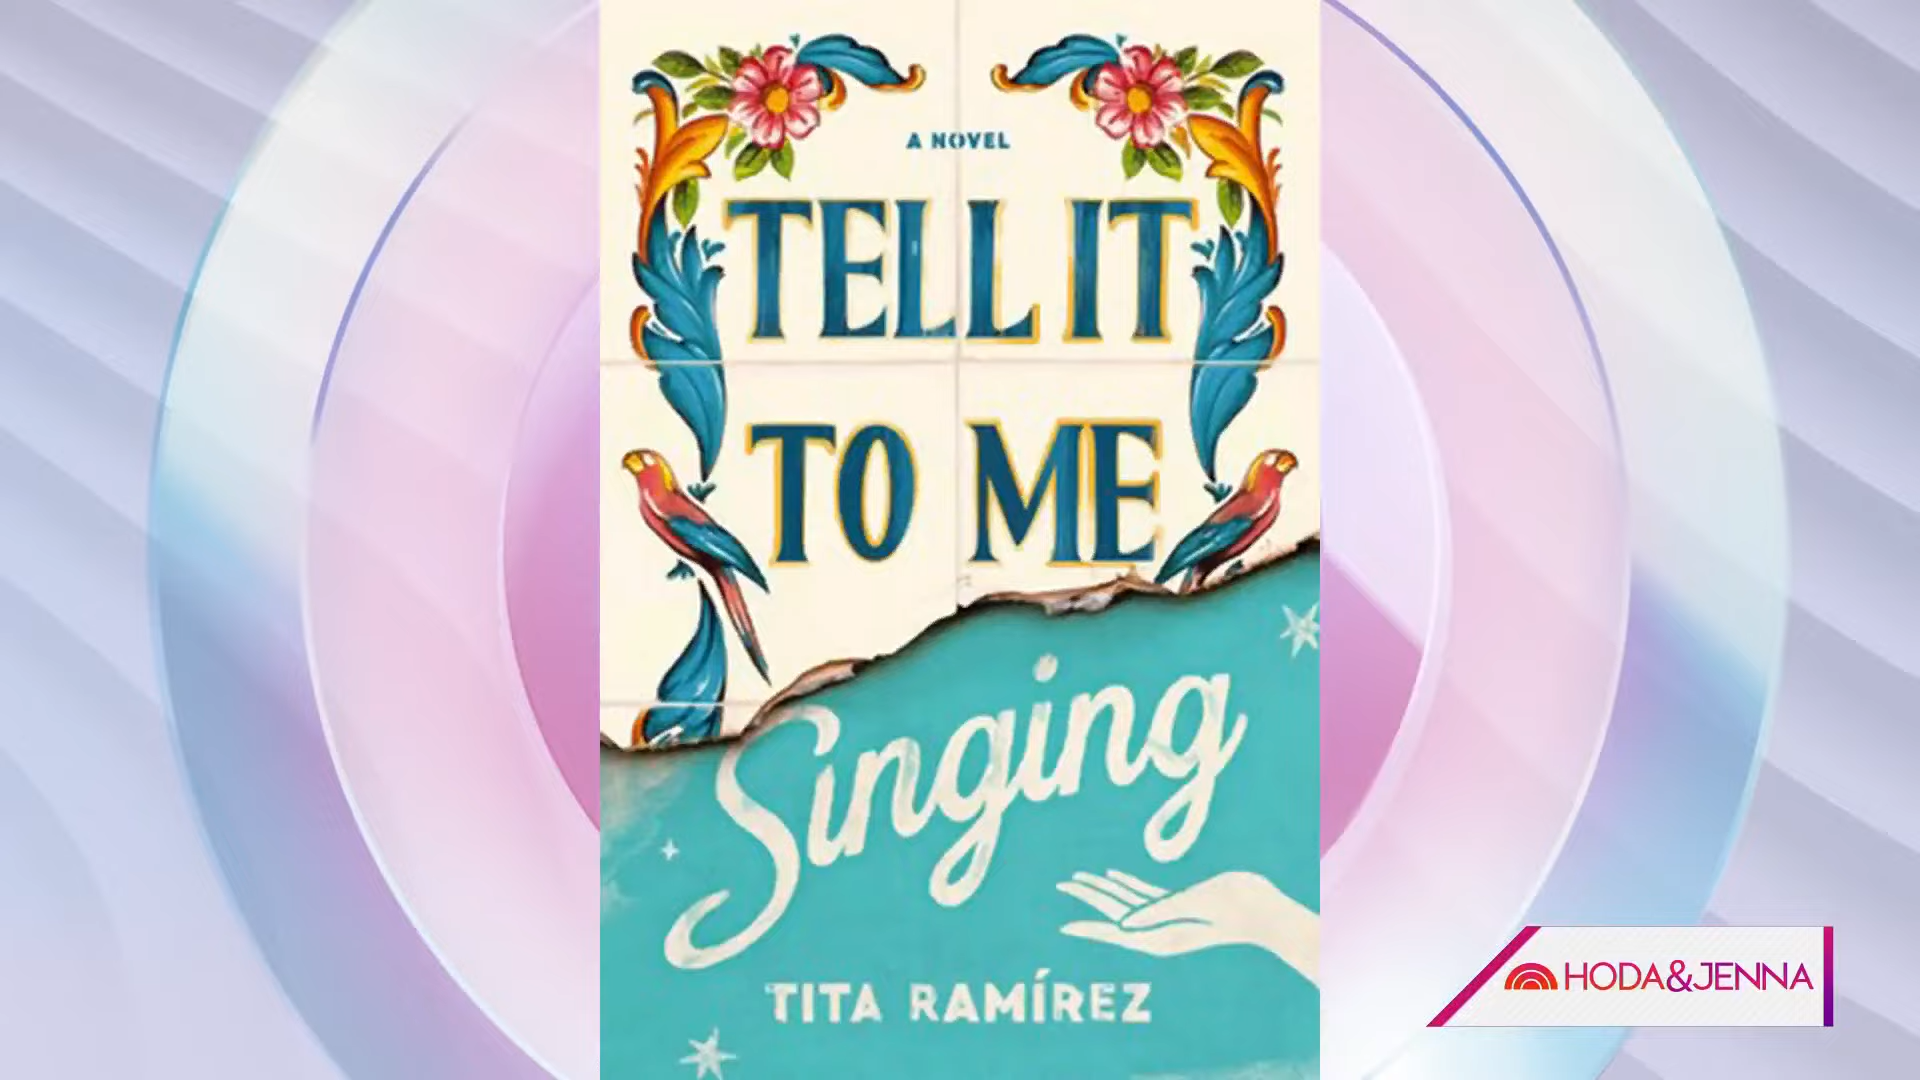 A NOVEL
TELL IT
TO ME
Singing
TITA RAMÍREZ
HODA&JENNA